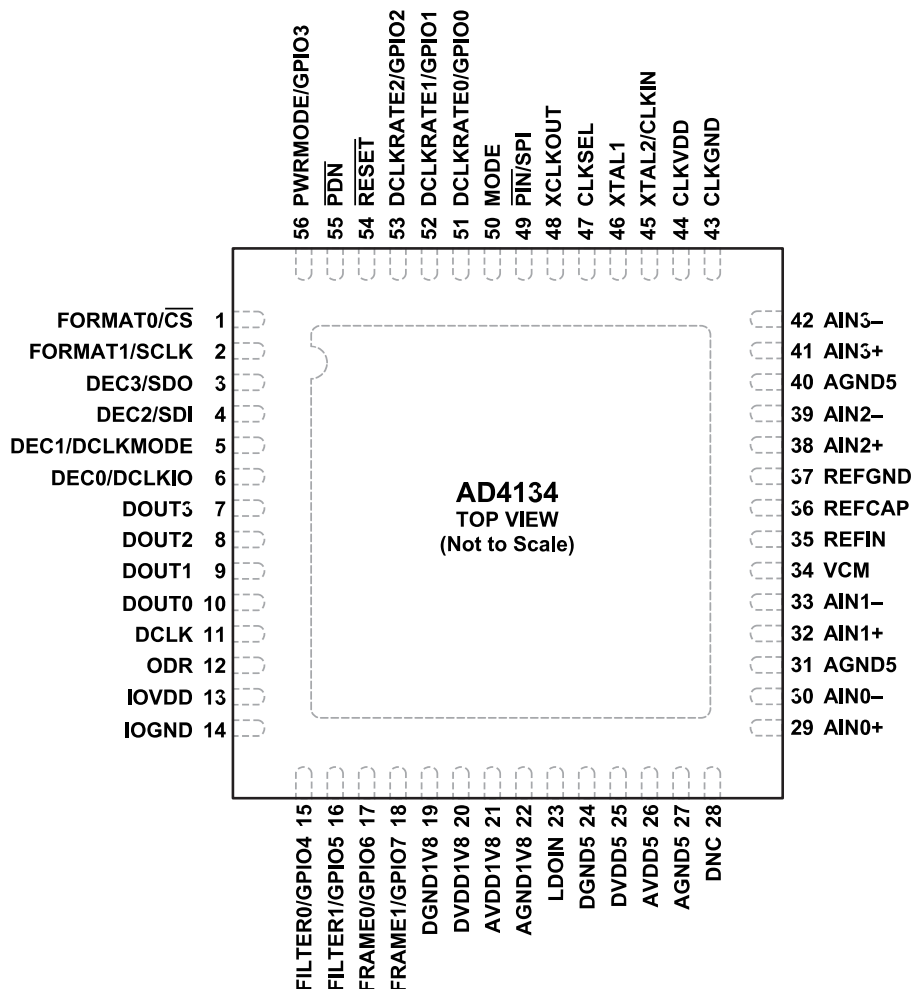 56 PWRMODE/GPIO3
55 PDN
54 RESET
53 DCLKRATE2/GPIO2
52 DCLKRATE1/GPIO1
51 DCLKRATE0/GPIO0
50 MODE
49 PIN/SPI
48 XCLKOUT
47 CLKSEL
46 XTAL1
45 XTAL2/CLKIN
44 CLKVDD
43 CLKGND
FORMAT0/CS 1
FORMAT1/SCLK 2
DEC3/SDO 3
DEC2/SDI 4
DEC1/DCLKMODE 5
DEC0/DCLKIO 6
DOUT3 7
DOUT2 8
DOUT1 9
DOUT0 10
DCLK 11
ODR 12
IOVDD 13
IOGND 14
AD4134
TOP VIEW
(Not to Scale)
42 AIN3–
41 AIN3+
40 AGND5
39 AIN2–
38 AIN2+
37 REFGND
36 REFCAP
35 REFIN
34 VCM
33 AIN1–
32 AIN1+
31 AGND5
30 AIN0–
29 AIN0+
FILTER0/GPIO4 15
FILTER1/GPIO5 16
FRAME0/GPIO6 17
FRAME1/GPIO7 18
DGND1V8 19
DVDD1V8 20
AVDD1V8 21
AGND1V8 22
LDOIN 23
DGND5 24
DVDD5 25
AVDD5 26
AGND5 27
DNC 28